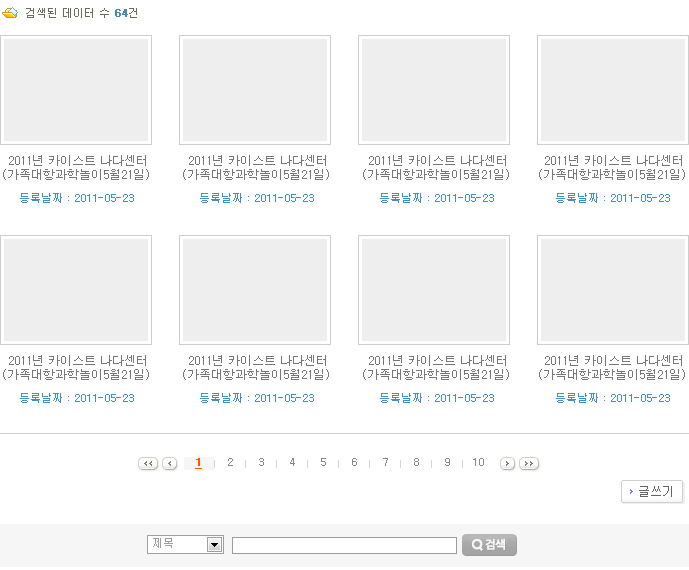 검색된 데이터 수 64건
2011년 카이스트 나다센터 2011년 카이스트 나다센터 2011년 카이스트 나다센터 2011년 카이스트 나다센터
(가족대항과학놀이5월21일) (가족대항과학놀이5월21일) (가족대항과학놀이5월21일) (가족대항과학놀이5월21일)
등록날짜 : 2011-05-23 등록날짜 : 2011-05-23 등록날짜 : 2011-05-23 등록날짜 : 2011-05-23
2011년 카이스트 나다센터 2011년 카이스트 나다센터 2011년 카이스트 나다센터 2011년 카이스트 나다센터
(가족대항과학놀이5월21일) (가족대항과학놀이5월21일) (가족대항과학놀이5월21일) (가족대항과학놀이5월21일)
등록날짜 : 2011-05-23 등록날짜 : 2011-05-23 등록날짜 : 2011-05-23 등록날짜 : 2011-05-23
1 2 3 4 5 6 7 8 9 10
글쓰기
제목 검색